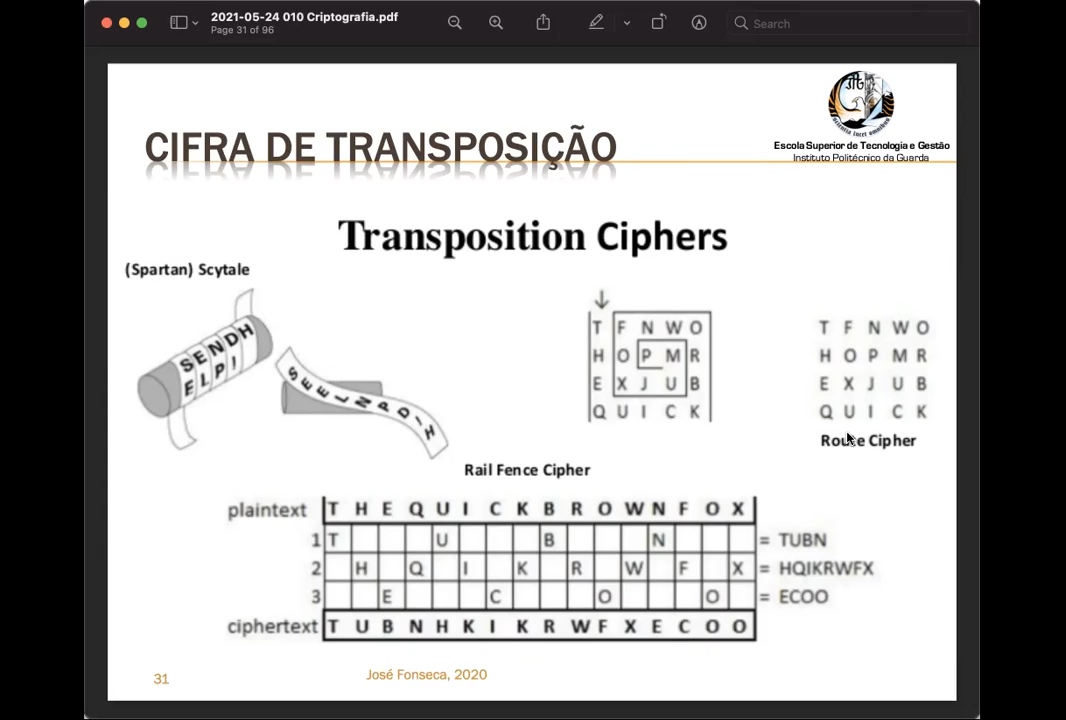 2021-05-24 010 Criptografia.pdf
Page 31 of 96
Search
Escola Superior de Tecnologia e Gestão
Instituto Politécnico da Guarda
CIFRA DE TRANSPOSIÇÃO
Transposition Ciphers
(Spartan) Scytale
SENDH
ELP!
S E E L N P D ! H
T F N W O
H O P M R
E X J U B
Q U I C K
T F N W O
H O P M R
E X J U B
Q U I C K
Route Cipher
Rail Fence Cipher
plaintext T H E Q U I C K B R O W N F O X
1 T U B N = TUBN
2 H Q I K R W F X = HQIKRWFX
3 E C O O = ECOO
ciphertext T U B N H K I K R W F X E C O O
31
José Fonseca, 2020